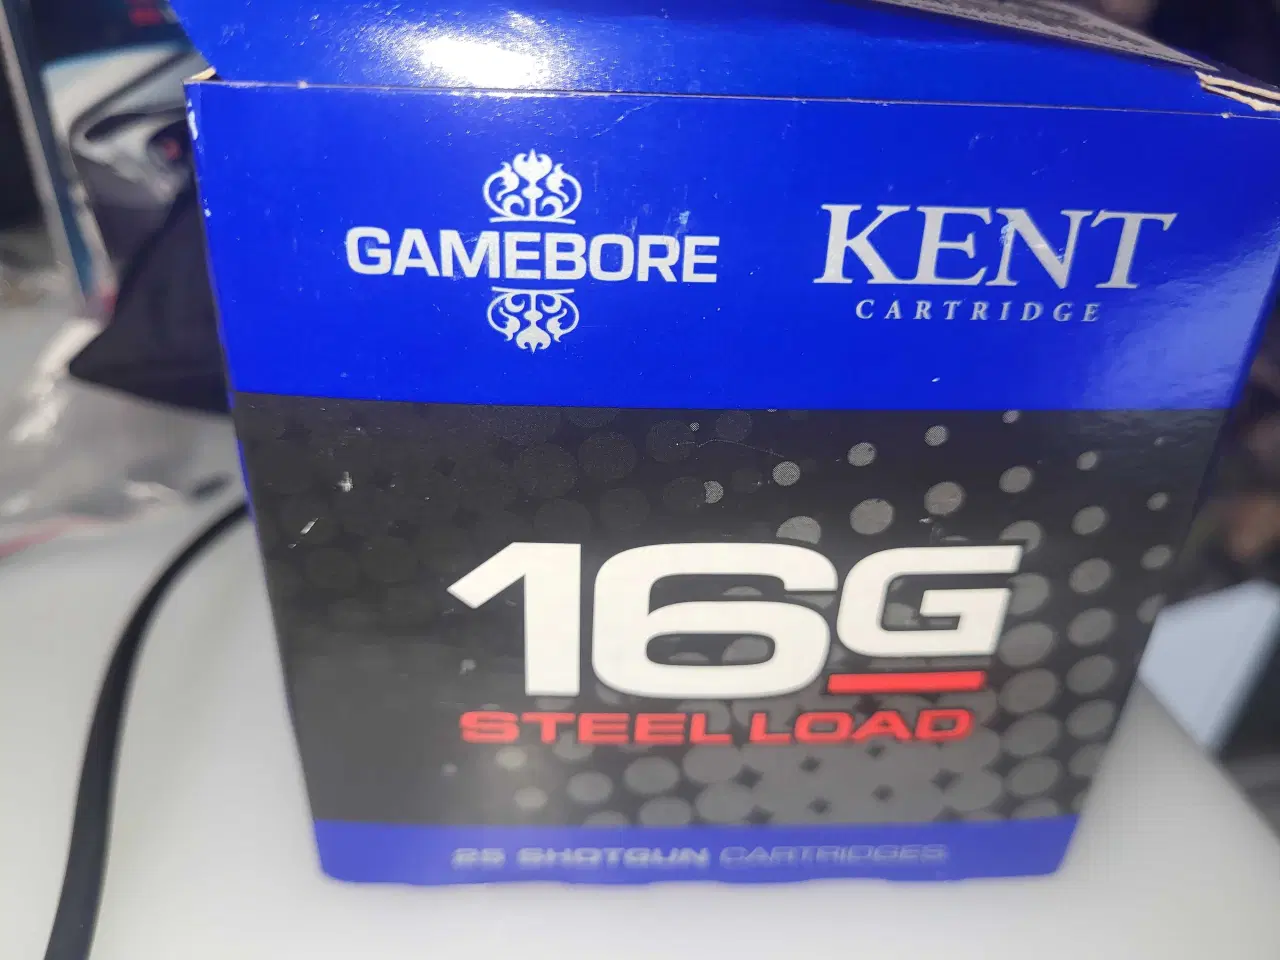 GAMEBORE
KENT
CARTRIDGE
16G
STEEL LOAD
25 SHOTGUN CARTRIDGES